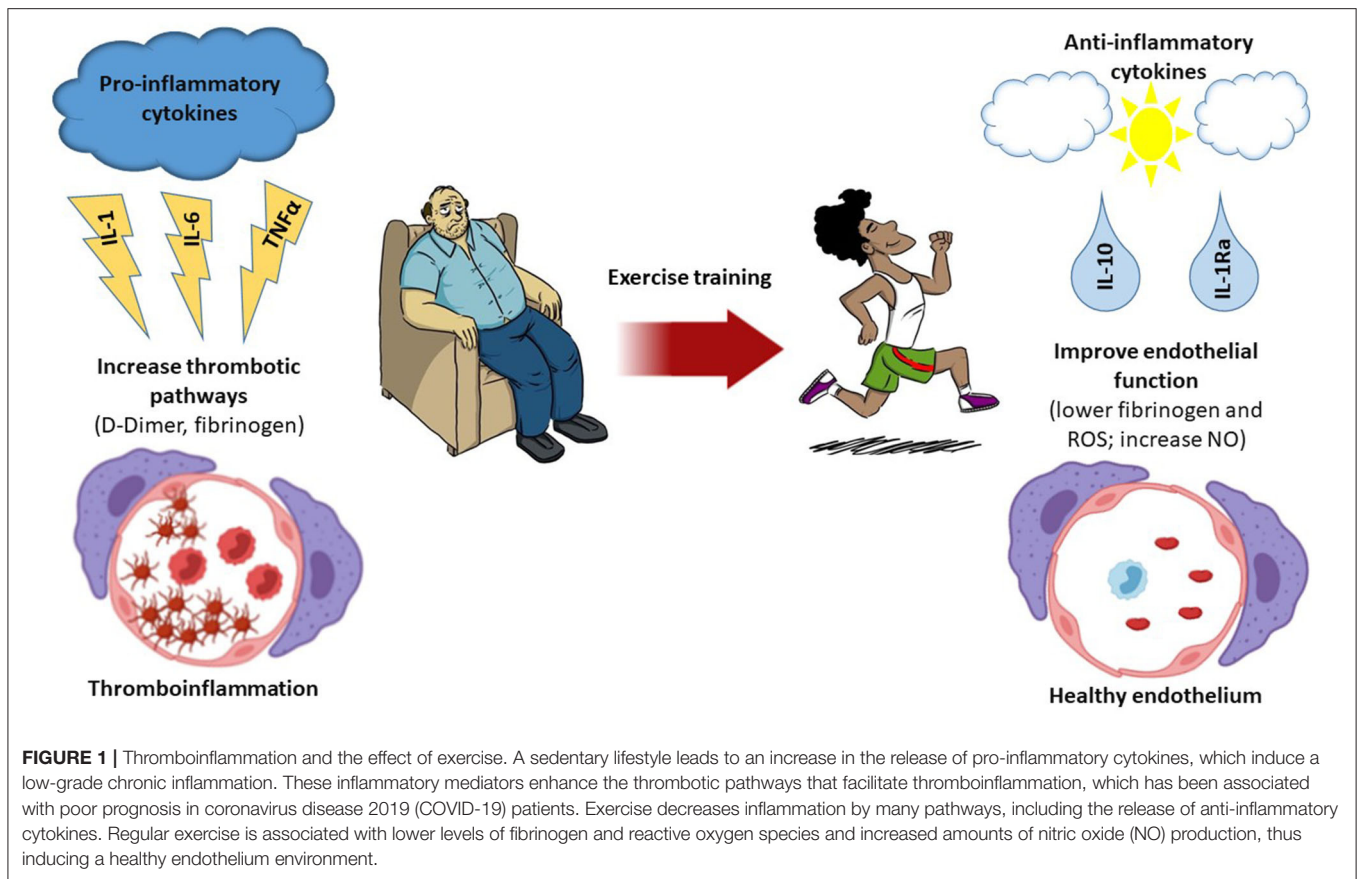 Pro-inflammatory
cytokines
IL-1
IL-6
TNFα
Increase thrombotic
pathways
(D-Dimer, fibrinogen)
Thromboinflammation
Exercise training
Anti-inflammatory
cytokines
IL-10
IL-1Ra
Improve endothelial
function
(lower fibrinogen and
ROS; increase NO)
Healthy endothelium
FIGURE 1 | Thromboinflammation and the effect of exercise. A sedentary lifestyle leads to an increase in the release of pro-inflammatory cytokines, which induce a
low-grade chronic inflammation. These inflammatory mediators enhance the thrombotic pathways that facilitate thromboinflammation, which has been associated
with poor prognosis in coronavirus disease 2019 (COVID-19) patients. Exercise decreases inflammation by many pathways, including the release of anti-inflammatory
cytokines. Regular exercise is associated with lower levels of fibrinogen and reactive oxygen species and increased amounts of nitric oxide (NO) production, thus
inducing a healthy endothelium environment.